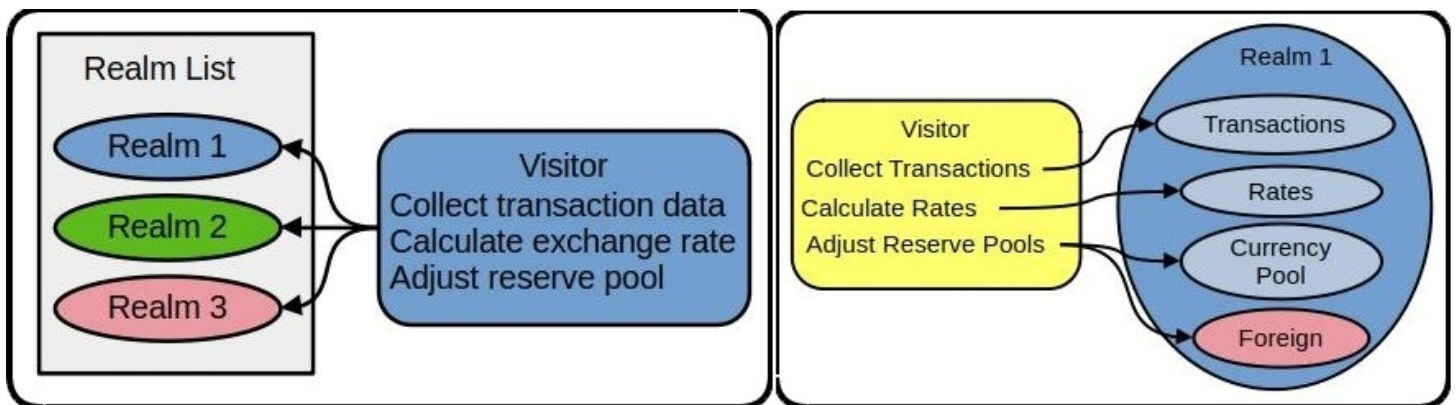 Realm List
Realm 1
Realm 2
Realm 3
Visitor
Collect transaction data
Calculate exchange rate
Adjust reserve pool
Visitor
Collect Transactions
Calculate Rates
Adjust Reserve Pools
Realm 1
Transactions
Rates
Currency
Pool
Foreign